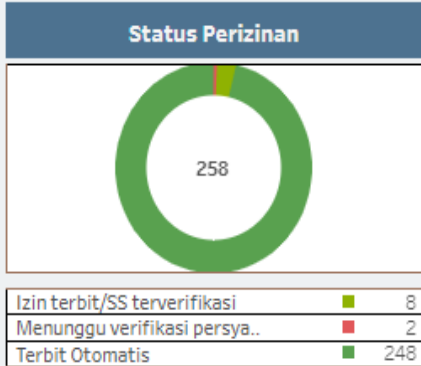 Status Perizinan
258
Izin terbit/SS terverifikasi 8
Menunggu verifikasi persya.. 2
Terbit Otomatis 248